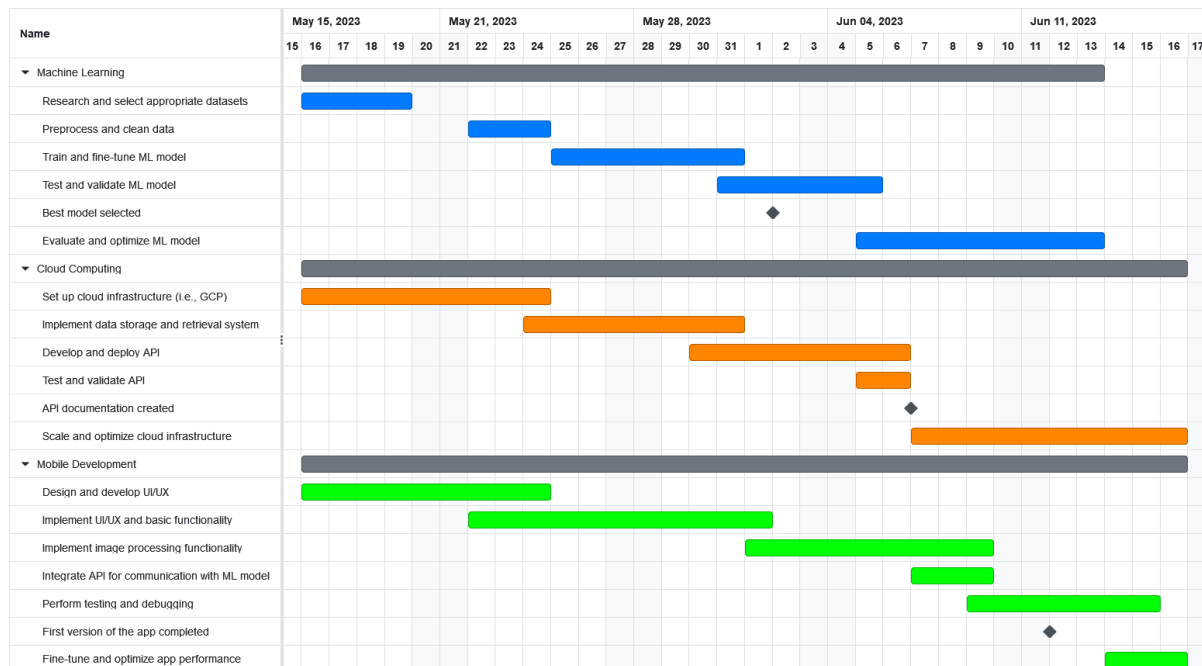 Name
May 15, 2023 May 21, 2023 May 28, 2023 Jun 04, 2023 Jun 11, 2023
15 16 17 18 19 20 21 22 23 24 25 26 27 28 29 30 31 1 2 3 4 5 6 7 8 9 10 11 12 13 14 15 16 17
Machine Learning
Research and select appropriate datasets
Preprocess and clean data
Train and fine-tune ML model
Test and validate ML model
Best model selected
Evaluate and optimize ML model
Cloud Computing
Set up cloud infrastructure (i.e., GCP)
Implement data storage and retrieval system
Develop and deploy API
Test and validate API
API documentation created
Scale and optimize cloud infrastructure
Mobile Development
Design and develop UI/UX
Implement UI/UX and basic functionality
Implement image processing functionality
Integrate API for communication with ML model
Perform testing and debugging
First version of the app completed
Fine-tune and optimize app performance